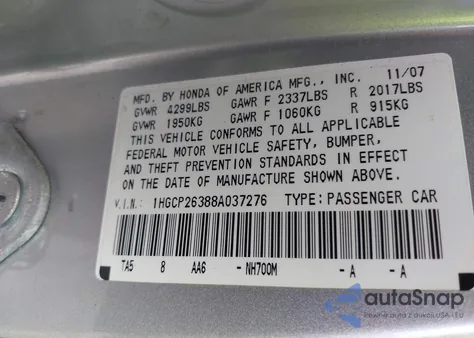 MFD. BY HONDA OF AMERICA MFG., INC. 11/07
GVWR 4299LBS GAWR F 2337LBS R 2017LBS
GVWR 1950KG GAWR F 1060KG R 915KG
THIS VEHICLE CONFORMS TO ALL APPLICABLE
FEDERAL MOTOR VEHICLE SAFETY, BUMPER,
AND THEFT PREVENTION STANDARDS IN EFFECT
ON THE DATE OF MANUFACTURE SHOWN ABOVE.
V.I.N.: 1HGCP26388A037276 TYPE: PASSENGER CAR
TA5 8 AA6 -NH700M -A -A
autoSnap